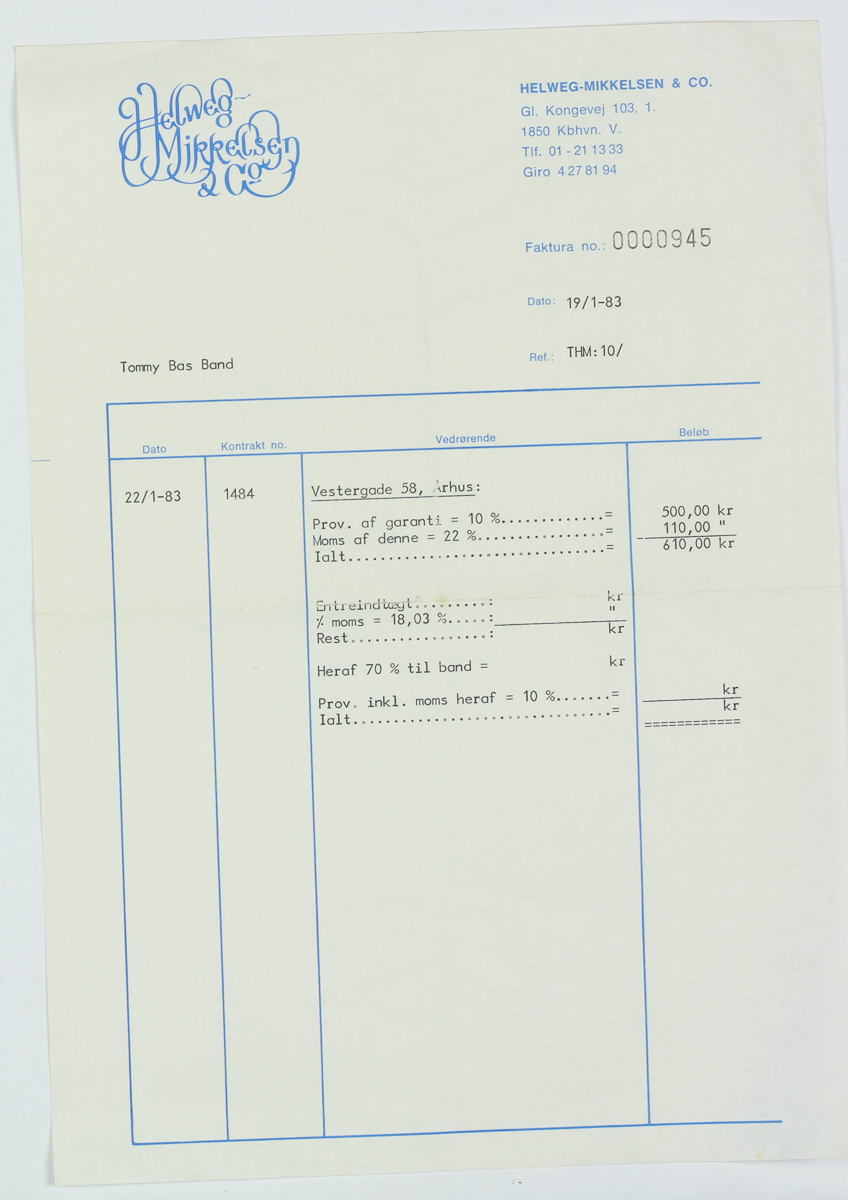 Helweg-
Mikkelsen
& Co
HELWEG-MIKKELSEN & CO.
Gl. Kongevej 103, 1.
1850 Kbhvn. V.
Tlf. 01 - 21 13 33
Giro 4 27 81 94
Faktura no.: 0000945
Dato: 19/1-83
Ref.: THM:10/
Tommy Bas Band
Dato Kontrakt no. Vedrørende Beløb
22/1-83 1484 Vestergade 58, Århus:
Prov. af garanti = 10 %.............= 500,00 kr
Moms af denne = 22 %................= 110,00 "
Ialt................................= 610,00 kr
Entreindtægt.........: kr
% moms = 18,03 %.....: "
Rest.................: kr
Heraf 70 % til band = kr
Prov. inkl. moms heraf = 10 %.......= kr
Ialt................................= kr
============